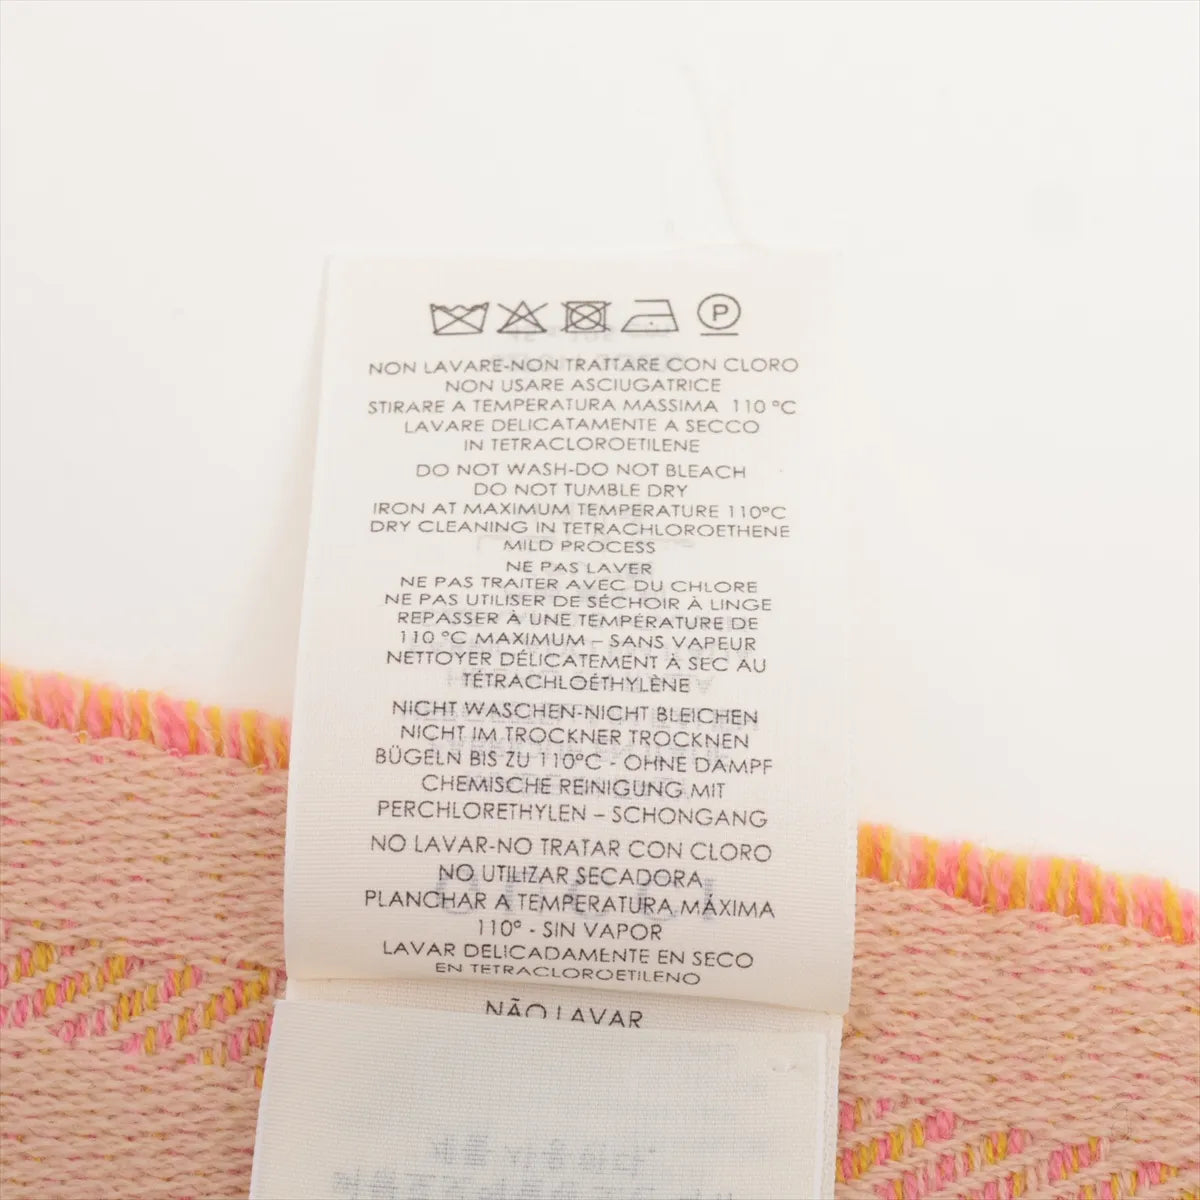 P
NON LAVARE-NON TRATTARE CON CLORO
NON USARE ASCIUGATRICE
STIRARE A TEMPERATURA MASSIMA 110 °C
LAVARE DELICATAMENTE A SECCO
IN TETRACLOROETILENE
DO NOT WASH-DO NOT BLEACH
DO NOT TUMBLE DRY
IRON AT MAXIMUM TEMPERATURE 110°C
DRY CLEANING IN TETRACHLOROETHENE
MILD PROCESS
NE PAS LAVER
NE PAS TRAITER AVEC DU CHLORE
NE PAS UTILISER DE SÉCHOIR À LINGE
REPASSER À UNE TEMPÉRATURE DE
110 °C MAXIMUM – SANS VAPEUR
NETTOYER DÉLICATEMENT À SEC AU
TÉTRACHLOÉTHYLÈNE
NICHT WASCHEN-NICHT BLEICHEN
NICHT IM TROCKNER TROCKNEN
BÜGELN BIS ZU 110°C - OHNE DAMPF
CHEMISCHE REINIGUNG MIT
PERCHLORETHYLEN – SCHONGANG
NO LAVAR-NO TRATAR CON CLORO
NO UTILIZAR SECADORA
PLANCHAR A TEMPERATURA MÁXIMA
110° - SIN VAPOR
LAVAR DELICADAMENTE EN SECO
EN TETRACLOROETILENO
NÃO LAVAR